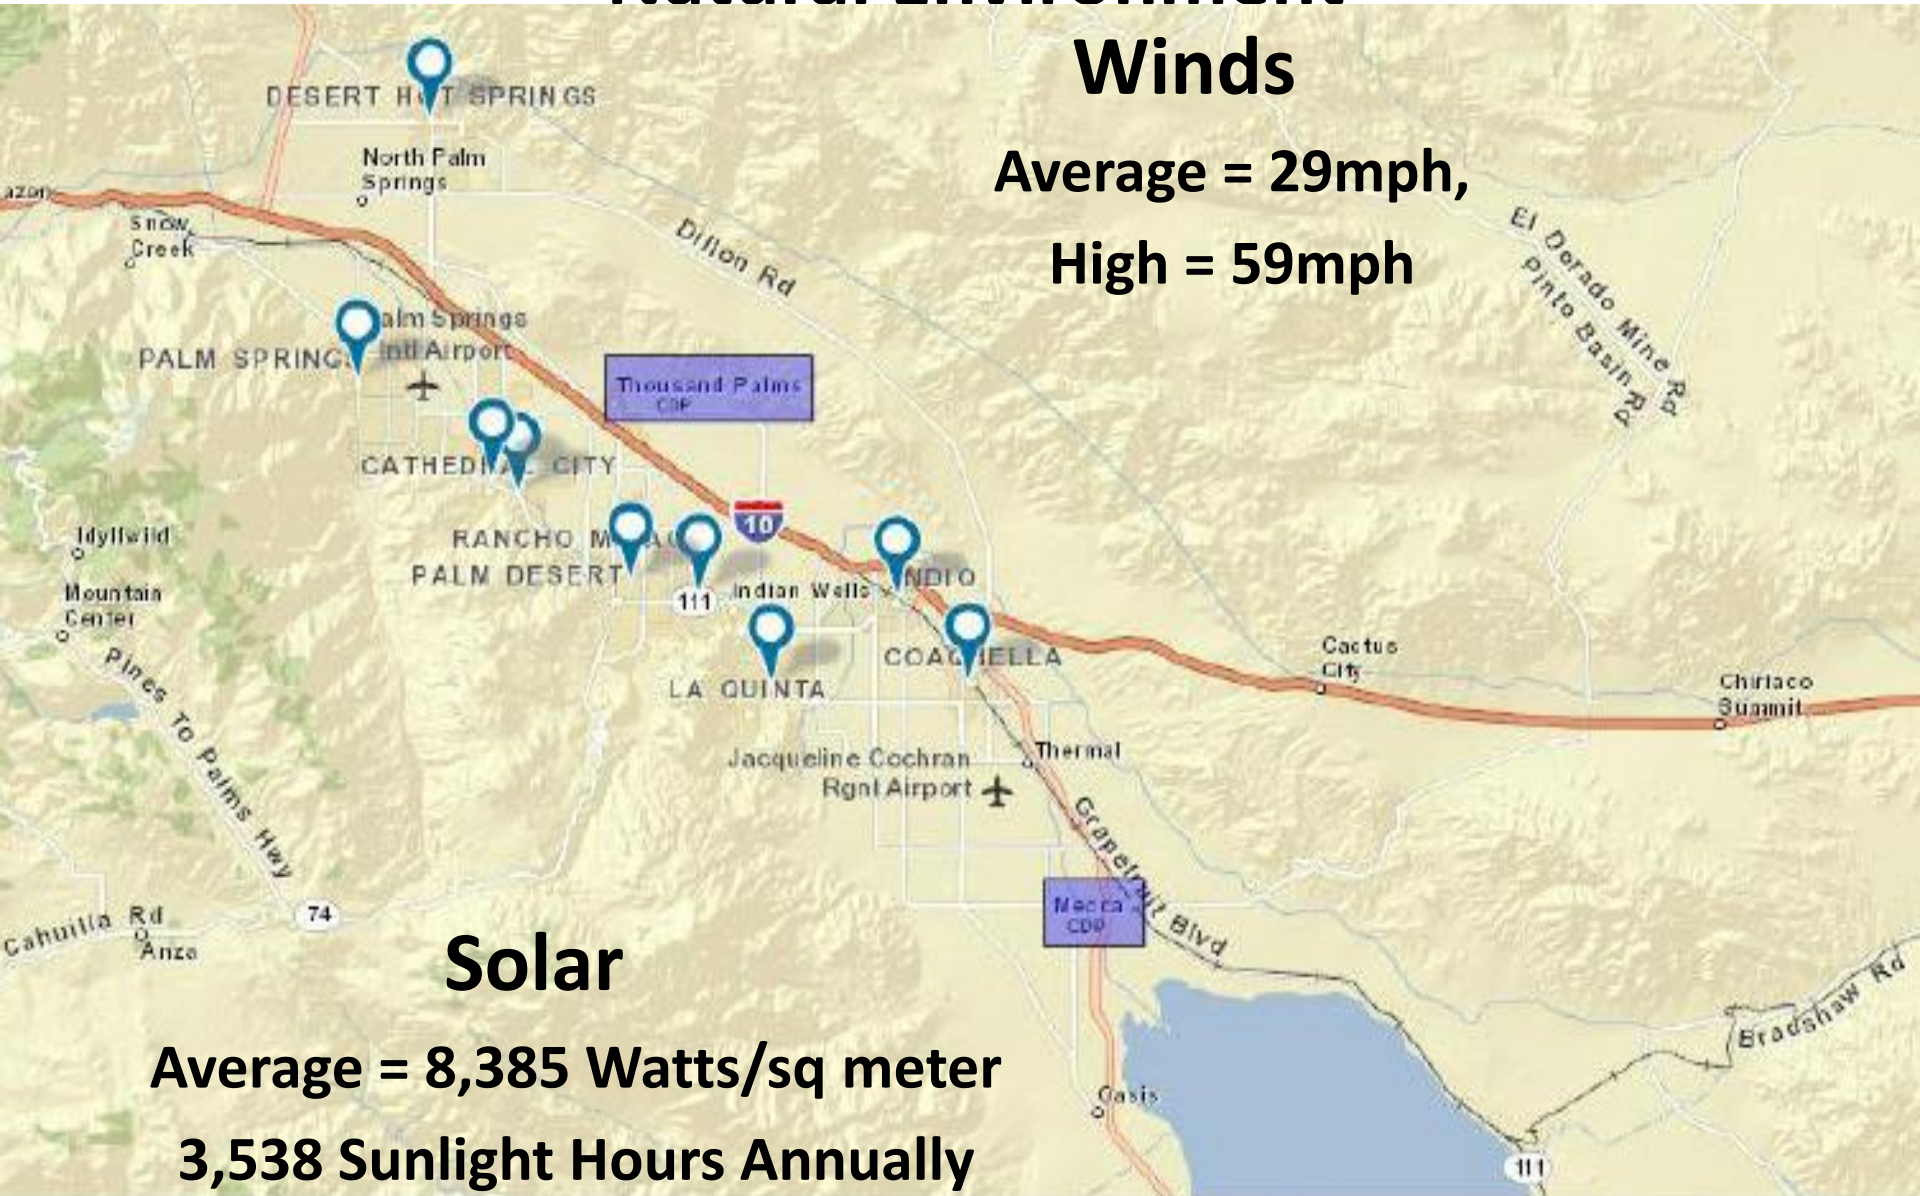 Natural Environment
Winds
Average = 29mph,
High = 59mph
DESERT HOT SPRINGS
North Palm
Springs
Snow
Creek
Dillon Rd
El Dorado Mine Rd
Pinto Basin Rd
alm Springs
Intl Airport
PALM SPRINGS
Thousand Palms
CDP
CATHEDRAL CITY
10
Idyllwild
RANCHO
PALM DESERT
INDIO
Indian Wells
111
Mountain
Center
Pines To Palms Hwy
COACHELLA
LA QUINTA
Cactus
City
Chiriaco
Summit
Jacqueline Cochran
Rgnl Airport
Thermal
Grapefruit Blvd
Mecca
CDP
74
Cahuilla Rd
Anza
Bradshaw Rd
Oasis
111
Solar
Average = 8,385 Watts/sq meter
3,538 Sunlight Hours Annually